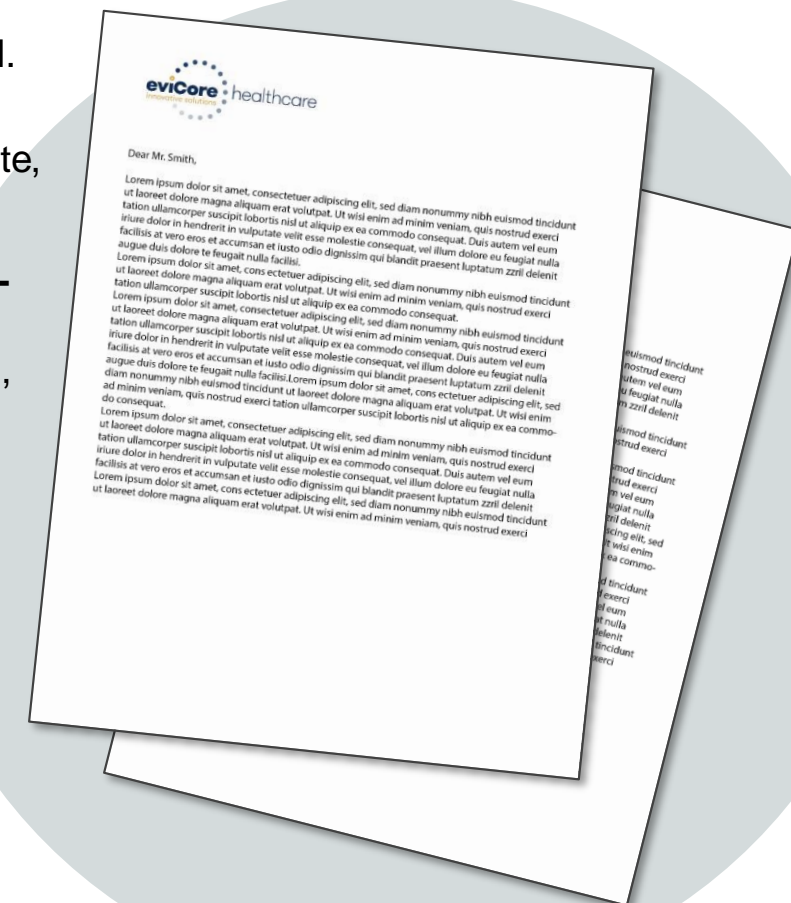 l.
te,
-
,
eviCore healthcare
innovative solutions
Dear Mr. Smith,
Lorem ipsum dolor sit amet, consectetuer adipiscing elit, sed diam nonummy nibh euismod tincidunt
ut laoreet dolore magna aliquam erat volutpat. Ut wisi enim ad minim veniam, quis nostrud exerci
tation ullamcorper suscipit lobortis nisl ut aliquip ex ea commodo consequat. Duis autem vel eum
iriure dolor in hendrerit in vulputate velit esse molestie consequat, vel illum dolore eu feugiat nulla
facilisis at vero eros et accumsan et iusto odio dignissim qui blandit praesent luptatum zzril delenit
augue duis dolore te feugait nulla facilisi.
Lorem ipsum dolor sit amet, cons ectetuer adipiscing elit, sed diam nonummy nibh euismod tincidunt
ut laoreet dolore magna aliquam erat volutpat. Ut wisi enim ad minim veniam, quis nostrud exerci
tation ullamcorper suscipit lobortis nisl ut aliquip ex ea commodo consequat.
Lorem ipsum dolor sit amet, consectetuer adipiscing elit, sed diam nonummy nibh euismod tincidunt
ut laoreet dolore magna aliquam erat volutpat. Ut wisi enim ad minim veniam, quis nostrud exerci
tation ullamcorper suscipit lobortis nisl ut aliquip ex ea commodo consequat. Duis autem vel eum
iriure dolor in hendrerit in vulputate velit esse molestie consequat, vel illum dolore eu feugiat nulla
facilisis at vero eros et accumsan et iusto odio dignissim qui blandit praesent luptatum zzril delenit
augue duis dolore te feugait nulla facilisi.Lorem ipsum dolor sit amet, cons ectetuer adipiscing elit, sed
diam nonummy nibh euismod tincidunt ut laoreet dolore magna aliquam erat volutpat. Ut wisi enim
ad minim veniam, quis nostrud exerci tation ullamcorper suscipit lobortis nisl ut aliquip ex ea commo-
do consequat.
Lorem ipsum dolor sit amet, consectetuer adipiscing elit, sed diam nonummy nibh euismod tincidunt
ut laoreet dolore magna aliquam erat volutpat. Ut wisi enim ad minim veniam, quis nostrud exerci
tation ullamcorper suscipit lobortis nisl ut aliquip ex ea commodo consequat. Duis autem vel eum
iriure dolor in hendrerit in vulputate velit esse molestie consequat, vel illum dolore eu feugiat nulla
facilisis at vero eros et accumsan et iusto odio dignissim qui blandit praesent luptatum zzril delenit
Lorem ipsum dolor sit amet, cons ectetuer adipiscing elit, sed diam nonummy nibh euismod tincidunt
ut laoreet dolore magna aliquam erat volutpat. Ut wisi enim ad minim veniam, quis nostrud exerci
euismod tincidunt
nostrud exerci
utem vel eum
u feugiat nulla
m zzril delenit
uismod tincidunt
strud exerci
mod tincidunt
trud exerci
m vel eum
ugiat nulla
ril delenit
scing elit, sed
t wisi enim
ea commo-
d tincidunt
exerci
el eum
at nulla
delenit
tincidunt
xerci